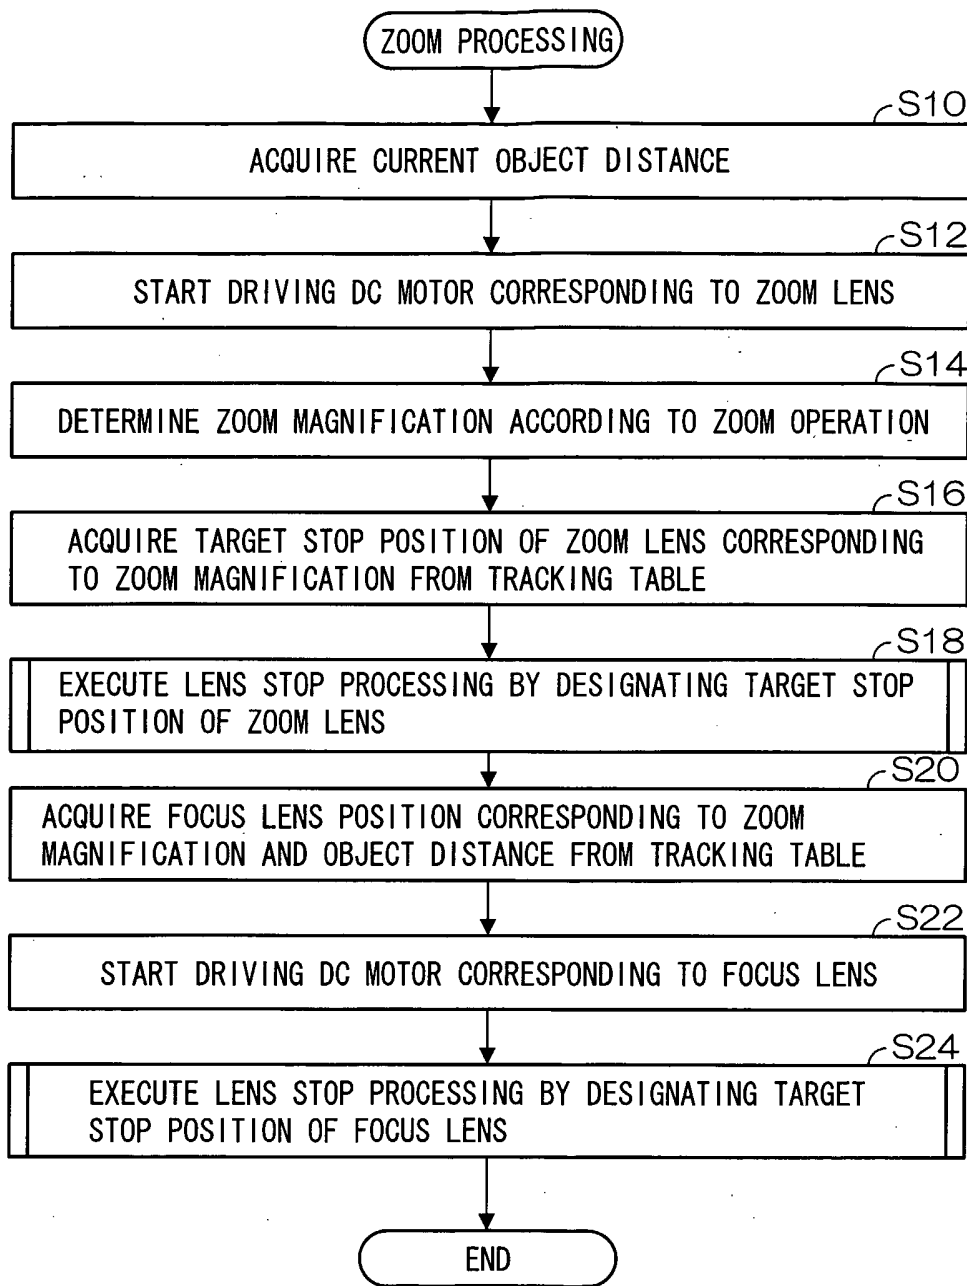 ZOOM PROCESSING
S10
ACQUIRE CURRENT OBJECT DISTANCE
S12
START DRIVING DC MOTOR CORRESPONDING TO ZOOM LENS
S14
DETERMINE ZOOM MAGNIFICATION ACCORDING TO ZOOM OPERATION
S16
ACQUIRE TARGET STOP POSITION OF ZOOM LENS CORRESPONDING
TO ZOOM MAGNIFICATION FROM TRACKING TABLE
S18
EXECUTE LENS STOP PROCESSING BY DESIGNATING TARGET STOP
POSITION OF ZOOM LENS
S20
ACQUIRE FOCUS LENS POSITION CORRESPONDING TO ZOOM
MAGNIFICATION AND OBJECT DISTANCE FROM TRACKING TABLE
S22
START DRIVING DC MOTOR CORRESPONDING TO FOCUS LENS
S24
EXECUTE LENS STOP PROCESSING BY DESIGNATING TARGET
STOP POSITION OF FOCUS LENS
END